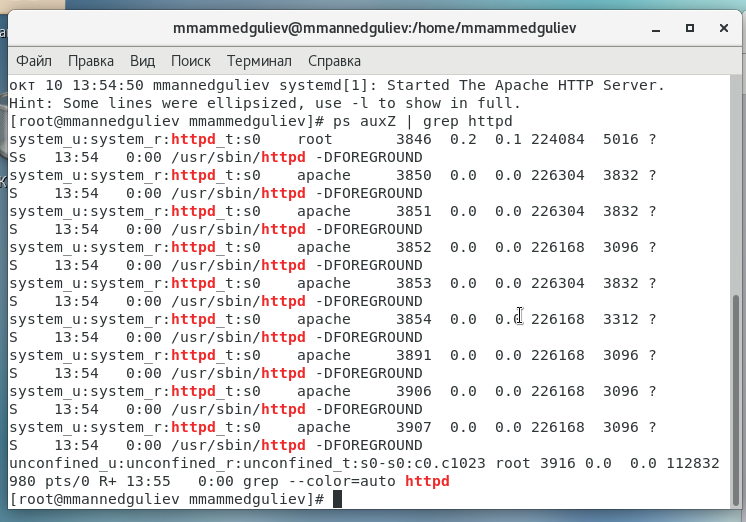 mmammedguliev@mmannedguliev:/home/mmammedguliev
Файл Правка Вид Поиск Терминал Справка
окт 10 13:54:50 mmannedguliev systemd[1]: Started The Apache HTTP Server.
Hint: Some lines were ellipsized, use -l to show in full.
[root@mmannedguliev mmammedguliev]# ps auxZ | grep httpd
system_u:system_r:httpd_t:s0    root       3846  0.2  0.1 224084  5016 ?
Ss   13:54   0:00 /usr/sbin/httpd -DFOREGROUND
system_u:system_r:httpd_t:s0    apache     3850  0.0  0.0 226304  3832 ?
S    13:54   0:00 /usr/sbin/httpd -DFOREGROUND
system_u:system_r:httpd_t:s0    apache     3851  0.0  0.0 226304  3832 ?
S    13:54   0:00 /usr/sbin/httpd -DFOREGROUND
system_u:system_r:httpd_t:s0    apache     3852  0.0  0.0 226168  3096 ?
S    13:54   0:00 /usr/sbin/httpd -DFOREGROUND
system_u:system_r:httpd_t:s0    apache     3853  0.0  0.0 226304  3832 ?
S    13:54   0:00 /usr/sbin/httpd -DFOREGROUND
system_u:system_r:httpd_t:s0    apache     3854  0.0  0.0 226168  3312 ?
S    13:54   0:00 /usr/sbin/httpd -DFOREGROUND
system_u:system_r:httpd_t:s0    apache     3891  0.0  0.0 226168  3096 ?
S    13:54   0:00 /usr/sbin/httpd -DFOREGROUND
system_u:system_r:httpd_t:s0    apache     3906  0.0  0.0 226168  3096 ?
S    13:54   0:00 /usr/sbin/httpd -DFOREGROUND
system_u:system_r:httpd_t:s0    apache     3907  0.0  0.0 226168  3096 ?
S    13:54   0:00 /usr/sbin/httpd -DFOREGROUND
unconfined_u:unconfined_r:unconfined_t:s0-s0:c0.c1023 root 3916 0.0  0.0 112832
980 pts/0 R+ 13:55   0:00 grep --color=auto httpd
[root@mmannedguliev mmammedguliev]#